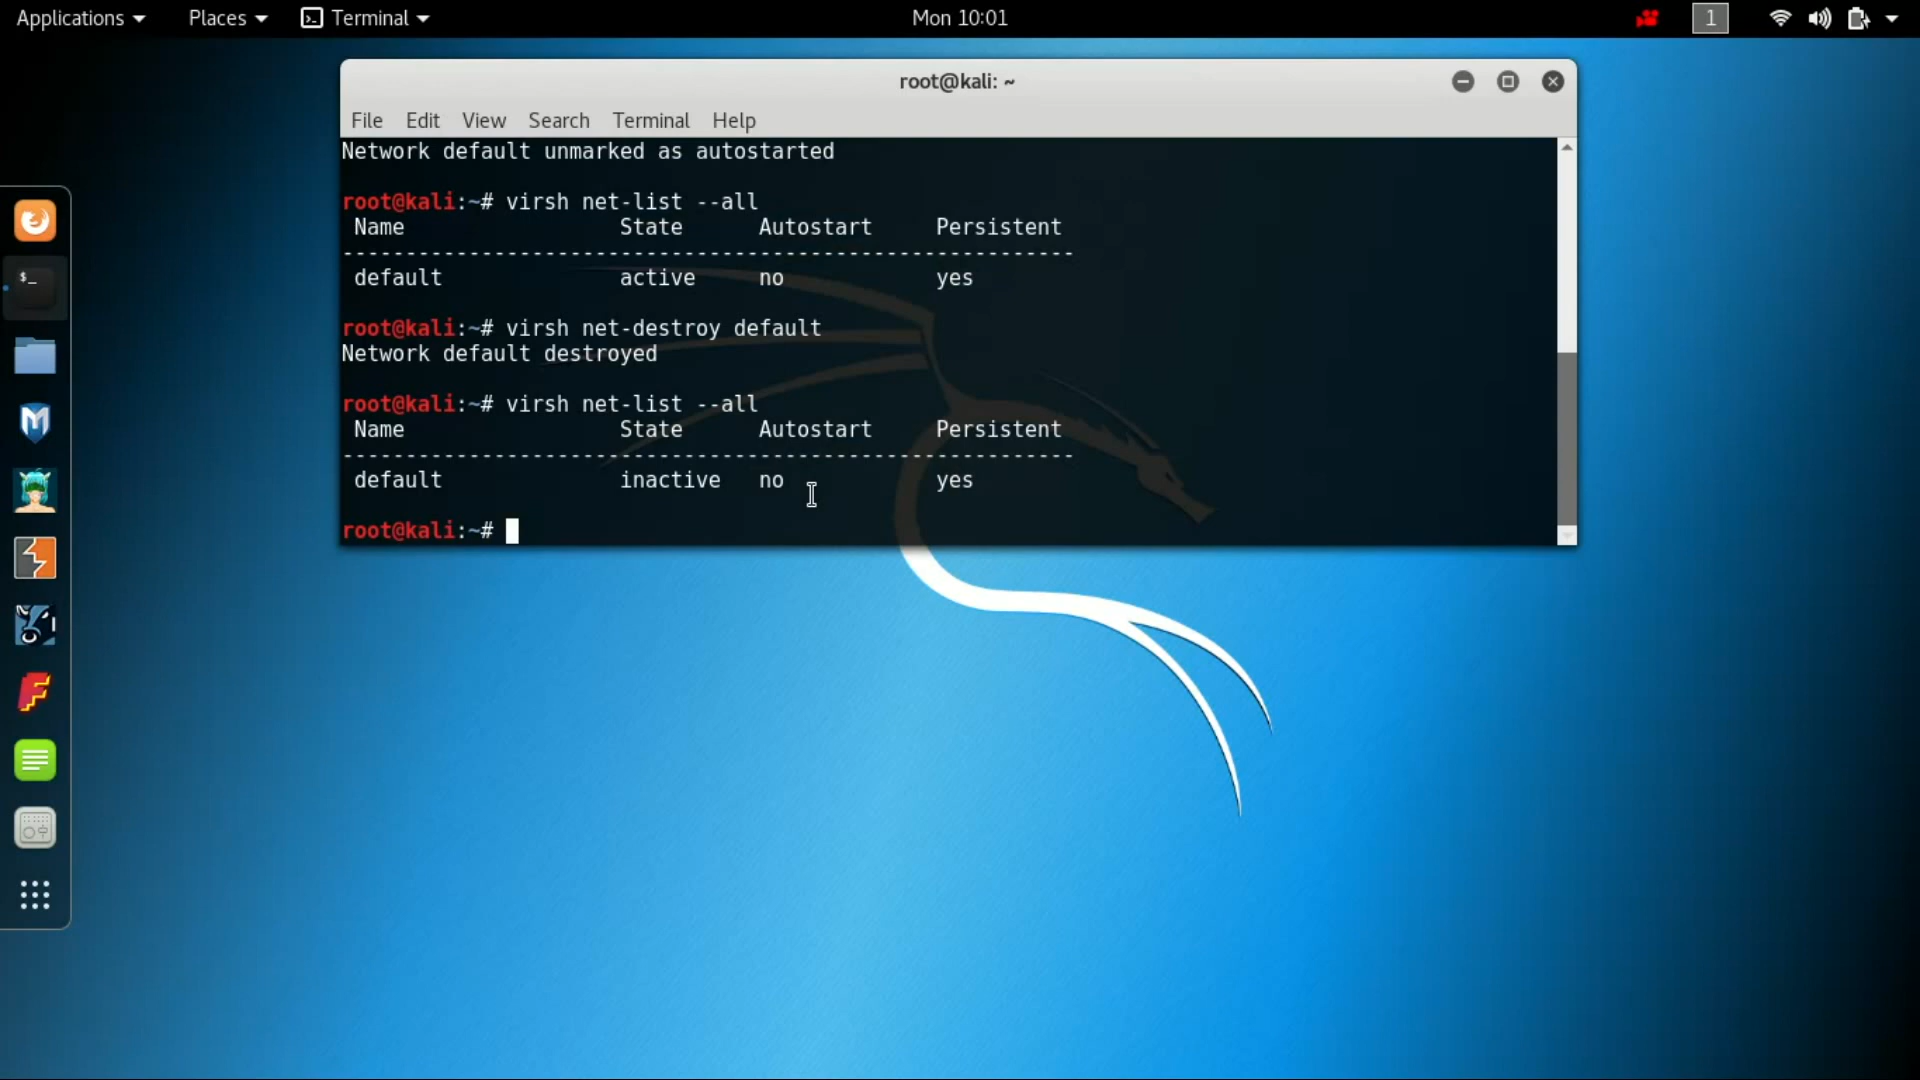 Applications Places Terminal Mon 10:01 1
root@kali: ~
File Edit View Search Terminal Help
Network default unmarked as autostarted
root@kali:~# virsh net-list --all
Name State Autostart Persistent
----------------------------------------------------------
default active no yes
root@kali:~# virsh net-destroy default
Network default destroyed
root@kali:~# virsh net-list --all
Name State Autostart Persistent
----------------------------------------------------------
default inactive no yes
root@kali:~#